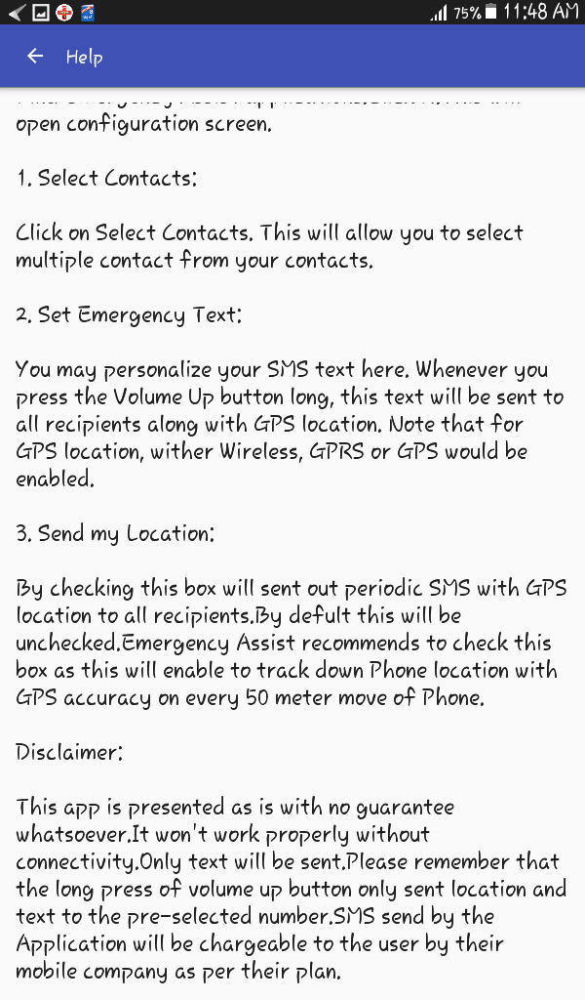 75% 11:48 AM
Help
open configuration screen.
1. Select Contacts:
Click on Select Contacts. This will allow you to select
multiple contact from your contacts.
2. Set Emergency Text:
You may personalize your SMS text here. Whenever you
press the Volume Up button long, this text will be sent to
all recipients along with GPS location. Note that for
GPS location, wither Wireless, GPRS or GPS would be
enabled.
3. Send my Location:
By checking this box will sent out periodic SMS with GPS
location to all recipients.By defult this will be
unchecked.Emergency Assist recommends to check this
box as this will enable to track down Phone location with
GPS accuracy on every 50 meter move of Phone.
Disclaimer:
This app is presented as is with no guarantee
whatsoever.It won't work properly without
connectivity.Only text will be sent.Please remember that
the long press of volume up button only sent location and
text to the pre-selected number.SMS send by the
Application will be chargeable to the user by their
mobile company as per their plan.